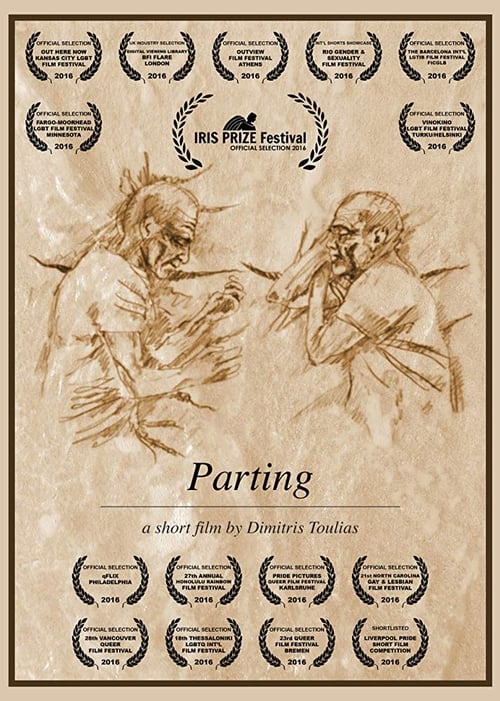 OFFICIAL SELECTION
OUT HERE NOW
KANSAS CITY LGBT
FILM FESTIVAL
2016
UK INDUSTRY SELECTION
DIGITAL VIEWING LIBRARY
BFI FLARE
LONDON
2016
OFFICIAL SELECTION
OUTVIEW
FILM FESTIVAL
ATHENS
2016
INT'L SHORTS SHOWCASE
RIO GENDER &
SEXUALITY
FILM FESTIVAL
2016
OFFICIAL SELECTION
THE BARCELONA INT'L
LGTIB FILM FESTIVAL
FICGLB
2016
OFFICIAL SELECTION
FARGO-MOORHEAD
LGBT FILM FESTIVAL
MINNESOTA
2016
IRIS PRIZE Festival
OFFICIAL SELECTION 2016
OFFICIAL SELECTION
VINOKINO
LGBT FILM FESTIVAL
TURKU/HELSINKI
2016
Parting
a short film by Dimitris Toulias
OFFICIAL SELECTION
qFLIX
PHILADELPHIA
2016
OFFICIAL SELECTION
27th ANNUAL
HONOLULU RAINBOW
FILM FESTIVAL
2016
OFFICIAL SELECTION
PRIDE PICTURES
QUEER FILM FESTIVAL
KARLSRUHE
2016
OFFICIAL SELECTION
21st NORTH CAROLINA
GAY & LESBIAN
FILM FESTIVAL
2016
OFFICIAL SELECTION
28th VANCOUVER
QUEER
FILM FESTIVAL
2016
OFFICIAL SELECTION
18th THESSALONIKI
LGBTQ INT'L
FILM FESTIVAL
2016
OFFICIAL SELECTION
23rd QUEER
FILM FESTIVAL
BREMEN
2016
SHORTLISTED
LIVERPOOL PRIDE
SHORT FILM
COMPETITION
2016